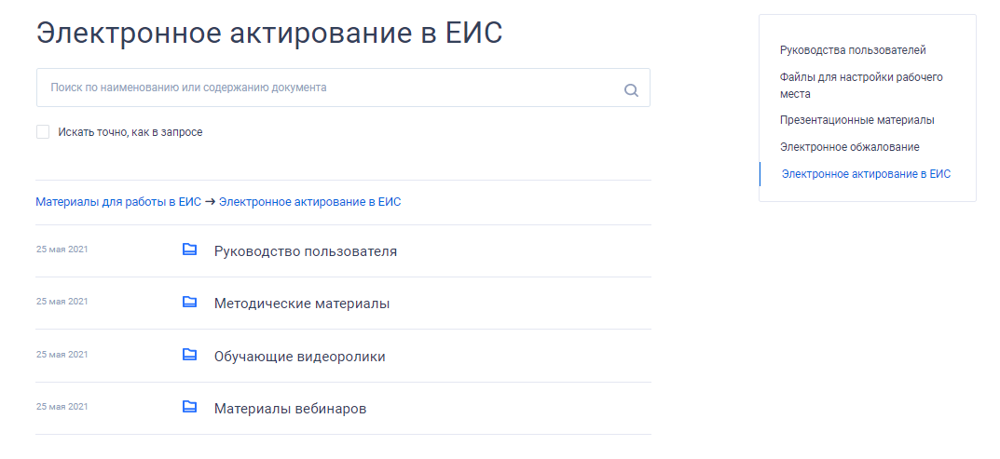 Электронное актирование в ЕИС
Поиск по наименованию или содержанию документа
Искать точно, как в запросе
Материалы для работы в ЕИС → Электронное актирование в ЕИС
25 мая 2021 Руководство пользователя
25 мая 2021 Методические материалы
25 мая 2021 Обучающие видеоролики
25 мая 2021 Материалы вебинаров
Руководства пользователей
Файлы для настройки рабочего
места
Презентационные материалы
Электронное обжалование
Электронное актирование в ЕИС